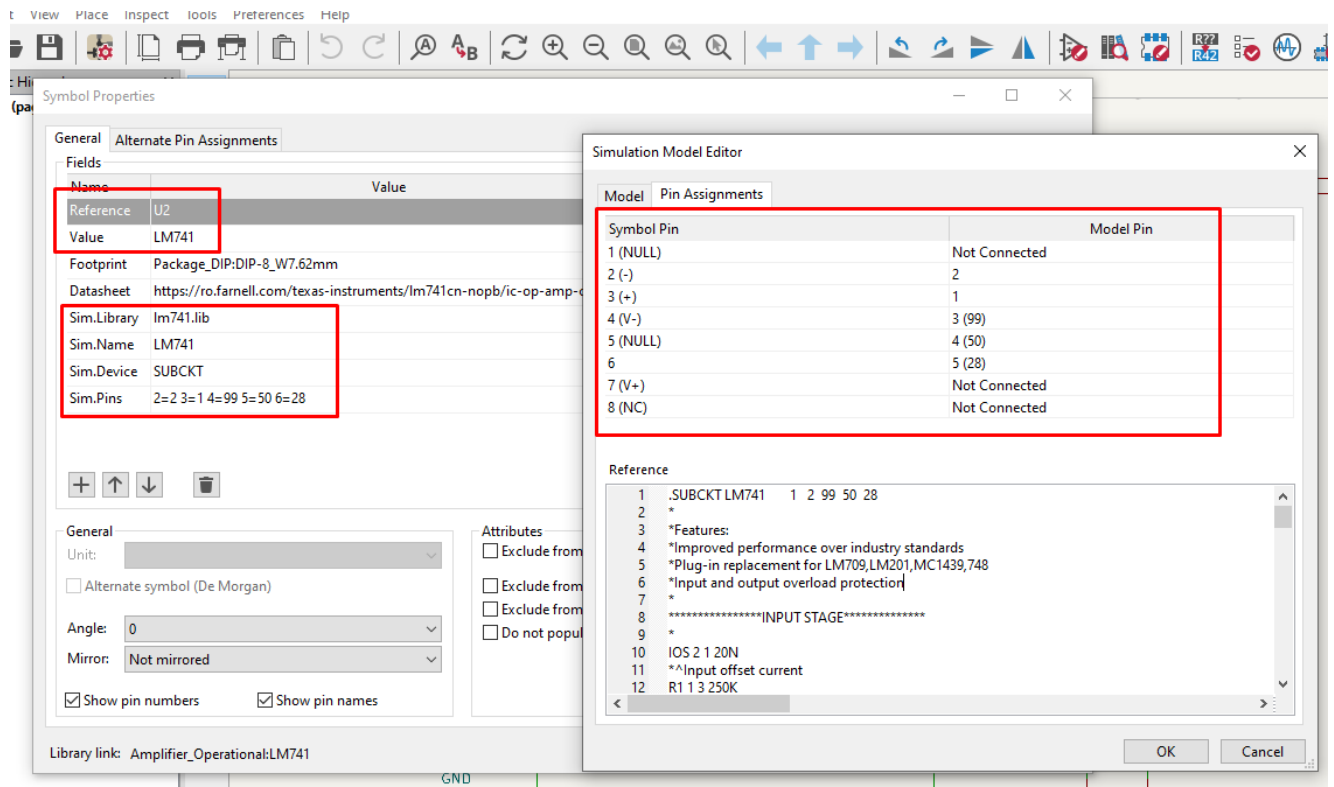 View Place Inspect Tools Preferences Help
Symbol Properties
General Alternate Pin Assignments
Fields
Name Value
Reference U2
Value LM741
Footprint Package_DIP:DIP-8_W7.62mm
Datasheet https://ro.farnell.com/texas-instruments/lm741cn-nopb/ic-op-amp-
Sim.Library lm741.lib
Sim.Name LM741
Sim.Device SUBCKT
Sim.Pins 2=2 3=1 4=99 5=50 6=28
General
Unit:
Alternate symbol (De Morgan)
Angle: 0
Mirror: Not mirrored
Show pin numbers Show pin names
Attributes
Exclude from
Exclude from
Exclude from
Do not popul
Library link: Amplifier_Operational:LM741
Simulation Model Editor
Model Pin Assignments
Symbol Pin Model Pin
1 (NULL) Not Connected
2 (-) 2
3 (+) 1
4 (V-) 3 (99)
5 (NULL) 4 (50)
6 5 (28)
7 (V+) Not Connected
8 (NC) Not Connected
Reference
1 .SUBCKT LM741 1 2 99 50 28
2 *
3 *Features:
4 *Improved performance over industry standards
5 *Plug-in replacement for LM709,LM201,MC1439,748
6 *Input and output overload protection
7 *
8 ****************INPUT STAGE**************
9 *
10 IOS 2 1 20N
11 *^Input offset current
12 R1 1 3 250K
OK Cancel
GND